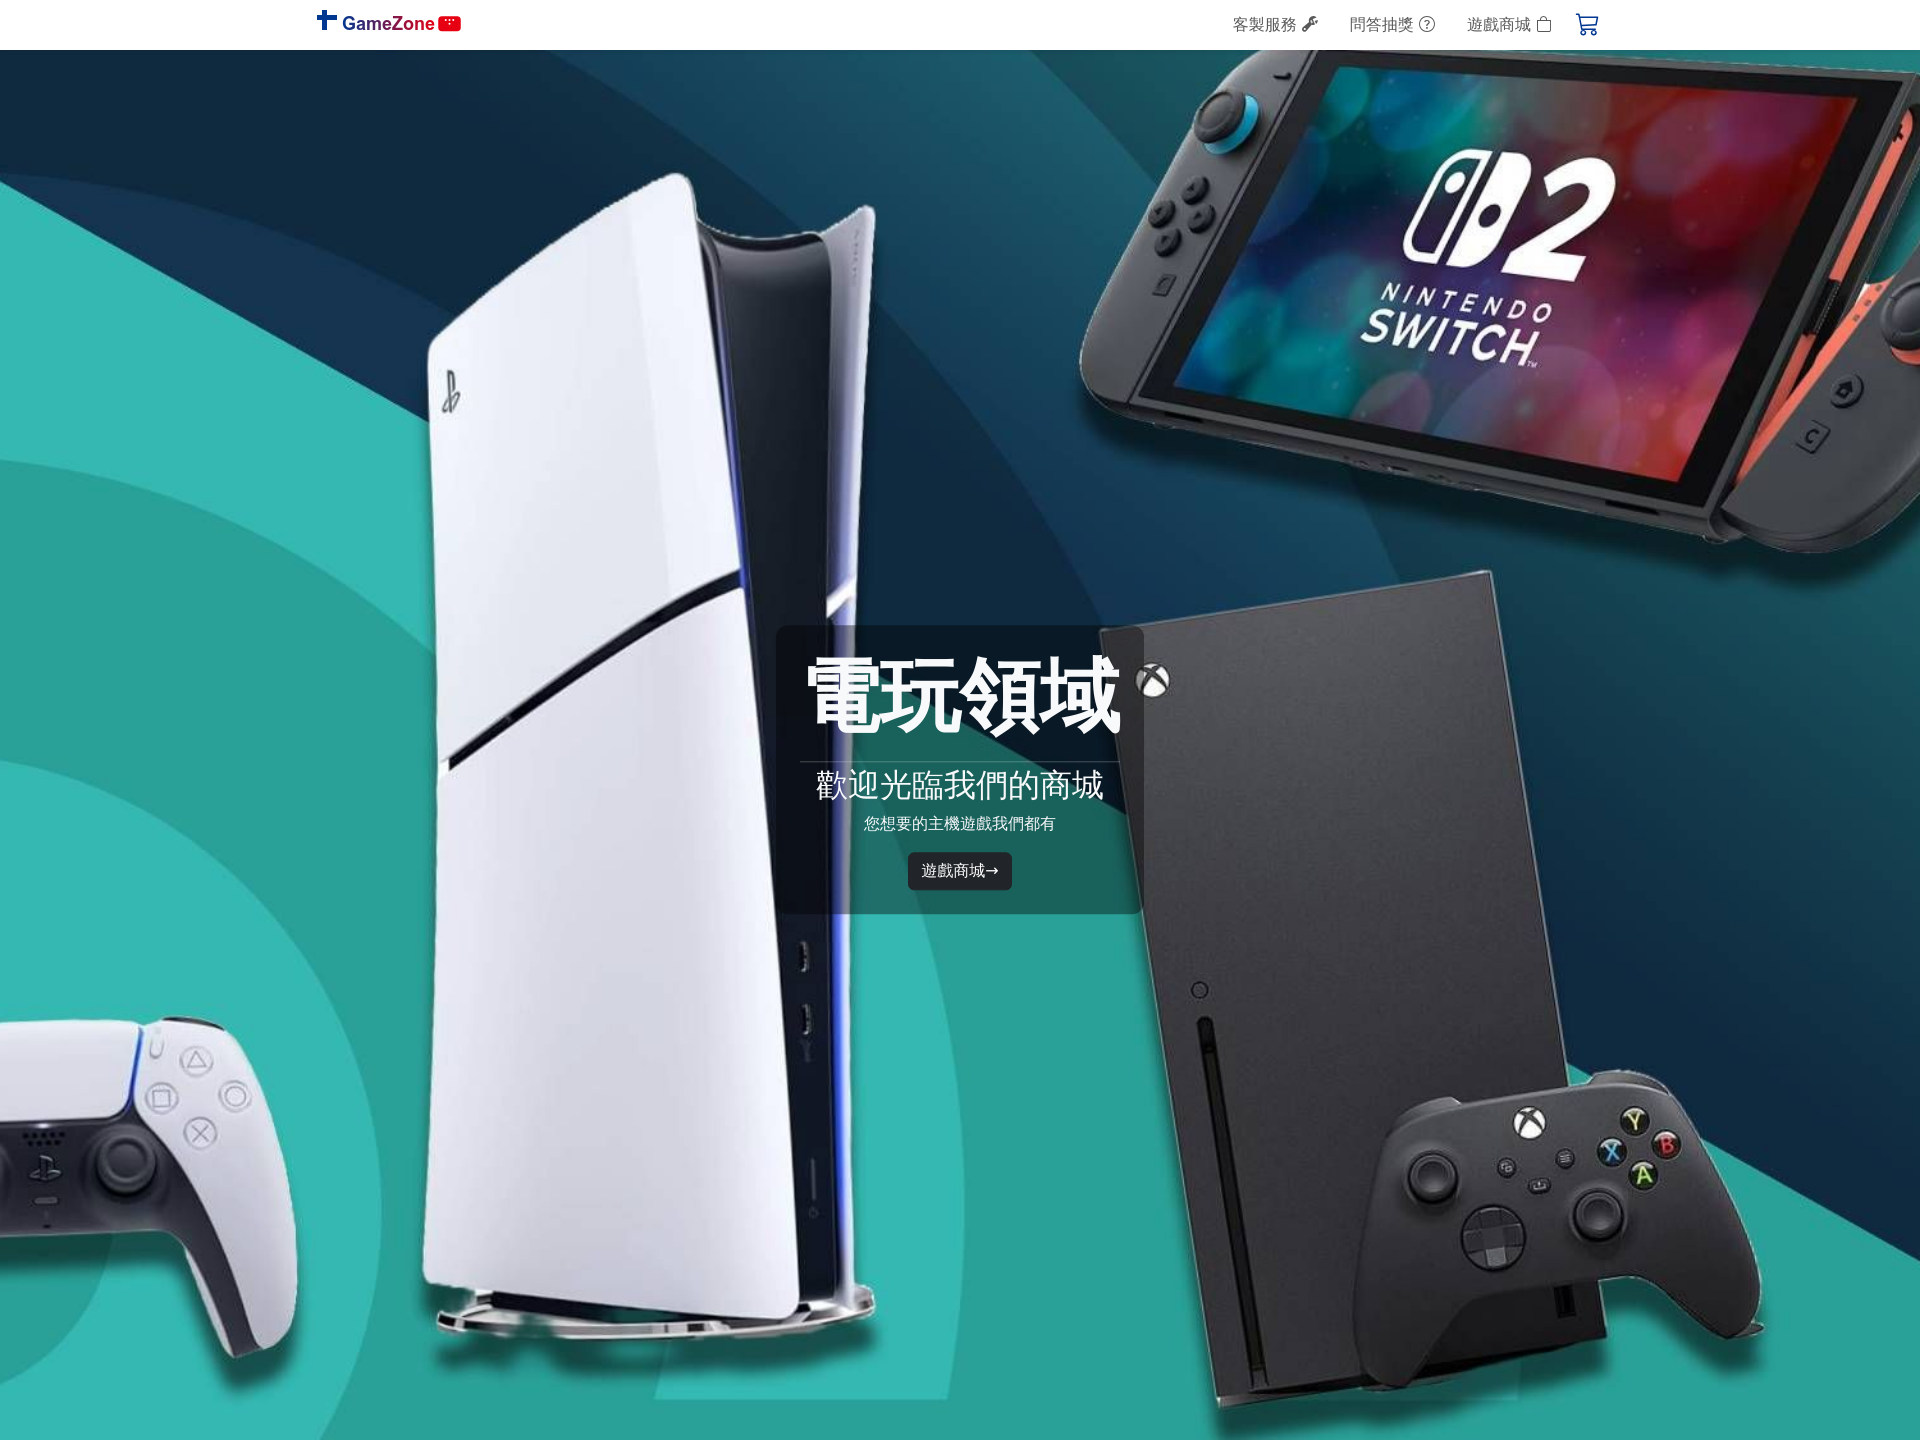 GameZone
客製服務
問答抽獎
遊戲商城
2
NINTENDO
SWITCH
TM
電玩領域
歡迎光臨我們的商城
您想要的主機遊戲我們都有
遊戲商城→
C
Y
X
B
A